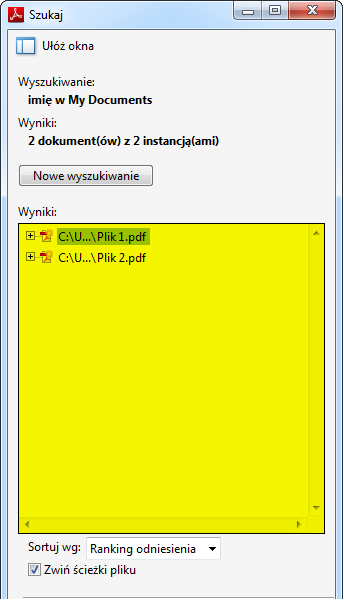 Szukaj
Ułóż okna
Wyszukiwanie:
imię w My Documents
Wyniki:
2 dokument(ów) z 2 instancją(ami)
Nowe wyszukiwanie
Wyniki:
C:\U...\Plik 1.pdf
C:\U...\Plik 2.pdf
Sortuj wg: Ranking odniesienia
Zwiń ścieżki pliku